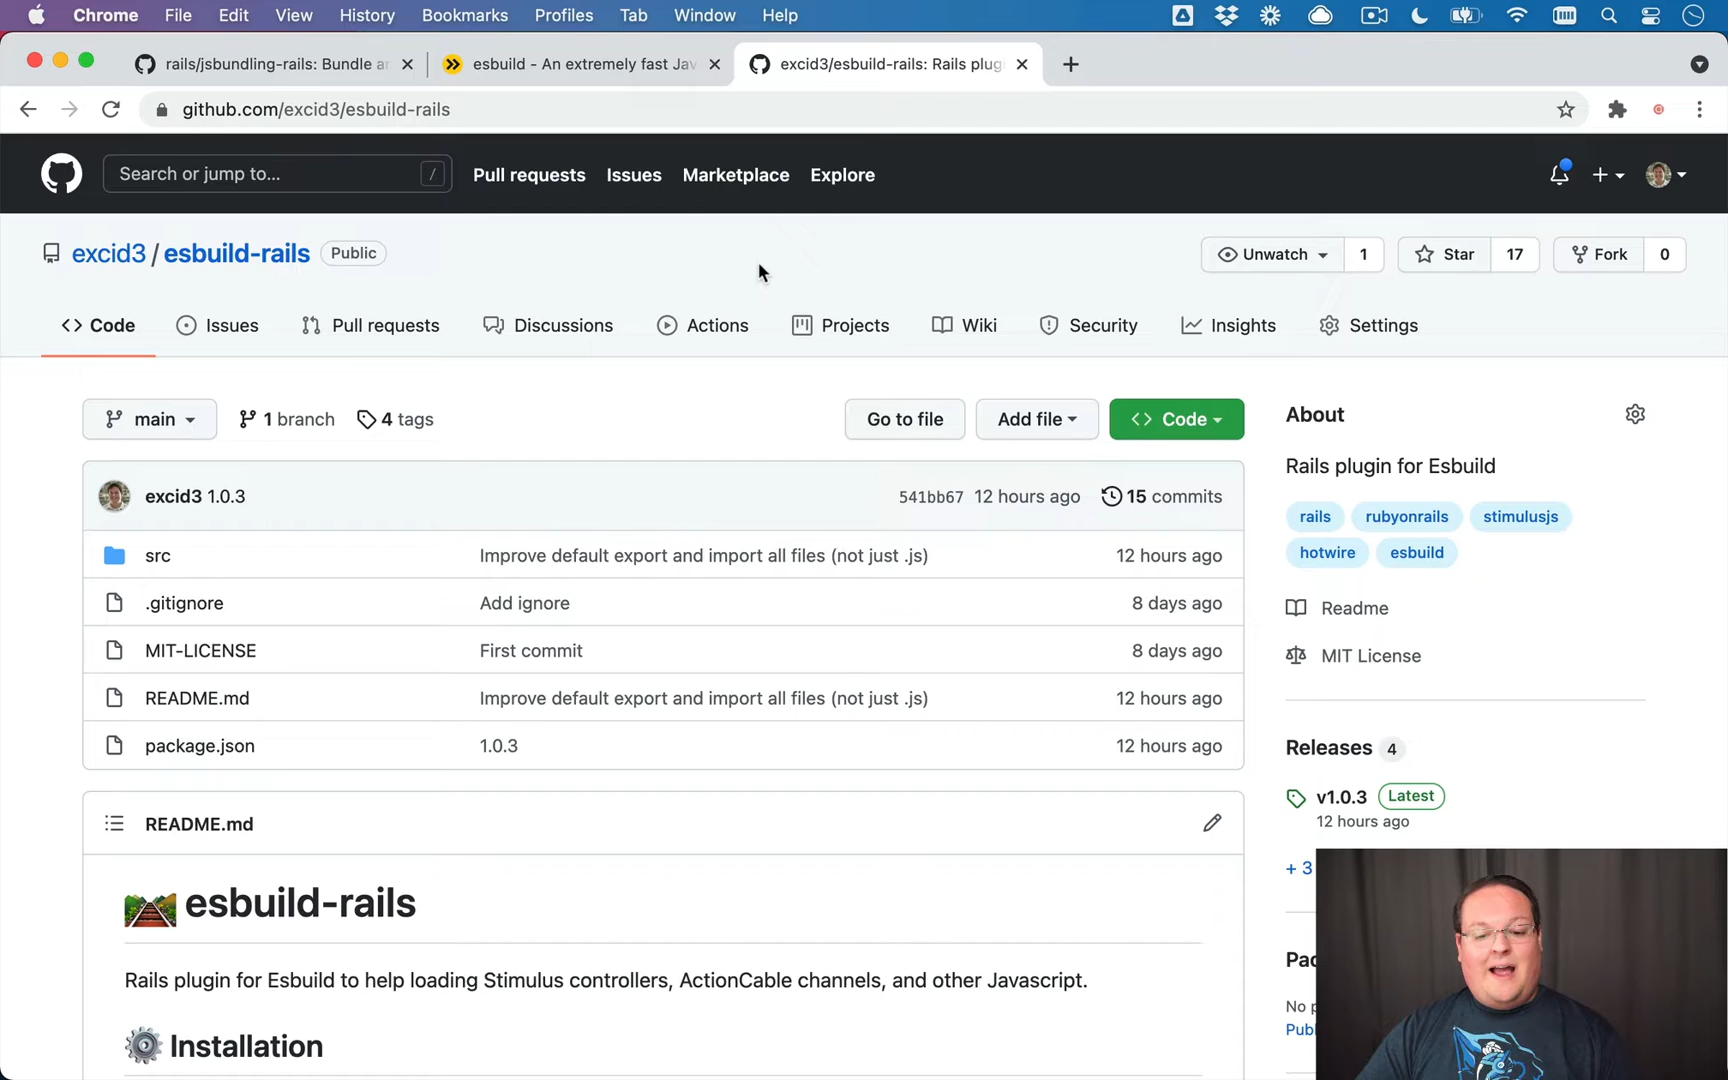 Chrome File Edit View History Bookmarks Profiles Tab Window Help
rails/jsbundling-rails: Bundle ar
esbuild - An extremely fast Jav
excid3/esbuild-rails: Rails plug
github.com/excid3/esbuild-rails
Search or jump to... / Pull requests Issues Marketplace Explore
excid3 / esbuild-rails Public Unwatch 1 Star 17 Fork 0
Code Issues Pull requests Discussions Actions Projects Wiki Security Insights Settings
main 1 branch 4 tags Go to file Add file Code
excid3 1.0.3 541bb67 12 hours ago 15 commits
src Improve default export and import all files (not just .js) 12 hours ago
.gitignore Add ignore 8 days ago
MIT-LICENSE First commit 8 days ago
README.md Improve default export and import all files (not just .js) 12 hours ago
package.json 1.0.3 12 hours ago
README.md
esbuild-rails
Rails plugin for Esbuild to help loading Stimulus controllers, ActionCable channels, and other Javascript.
Installation
About
Rails plugin for Esbuild
rails rubyonrails stimulusjs
hotwire esbuild
Readme
MIT License
Releases 4
v1.0.3 Latest
12 hours ago
+ 3
Pac
No p
Publ